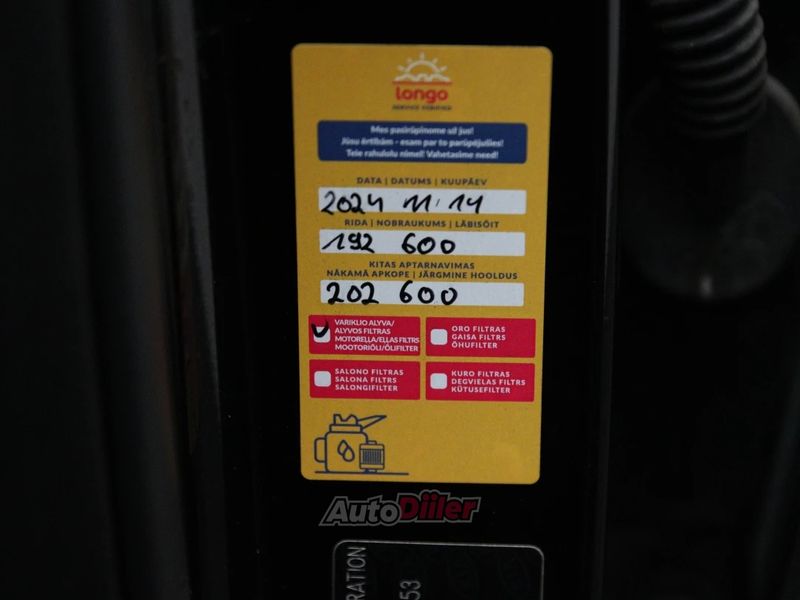 longo
Mes pasirūpinome už jus!
Jūsu ērtībām - esam par to parūpējušies!
Teie rahulolu nimel! Vahetasime need!
DATA | DATUMS | KUUPÄEV
2024 11.14
RIDA | NOBRAUKUMS | LÄBISÕIT
192 600
KITAS APTARNAVIMAS
NĀKAMĀ APKOPE | JÄRGMINE HOOLDUS
202 600
VARIKLIO ALYVA/
ALYVOS FILTRAS
MOTOREĻĻA/EĻĻAS FILTRS
MOOTORIÕLI/ÕLIFILTER
ORO FILTRAS
GAISA FILTRS
ÕHUFILTER
SALONO FILTRAS
SALONA FILTRS
SALONGIFILTER
KURO FILTRAS
DEGVIELAS FILTRS
KÜTUSEFILTER
AutoDiiler
RATION
53